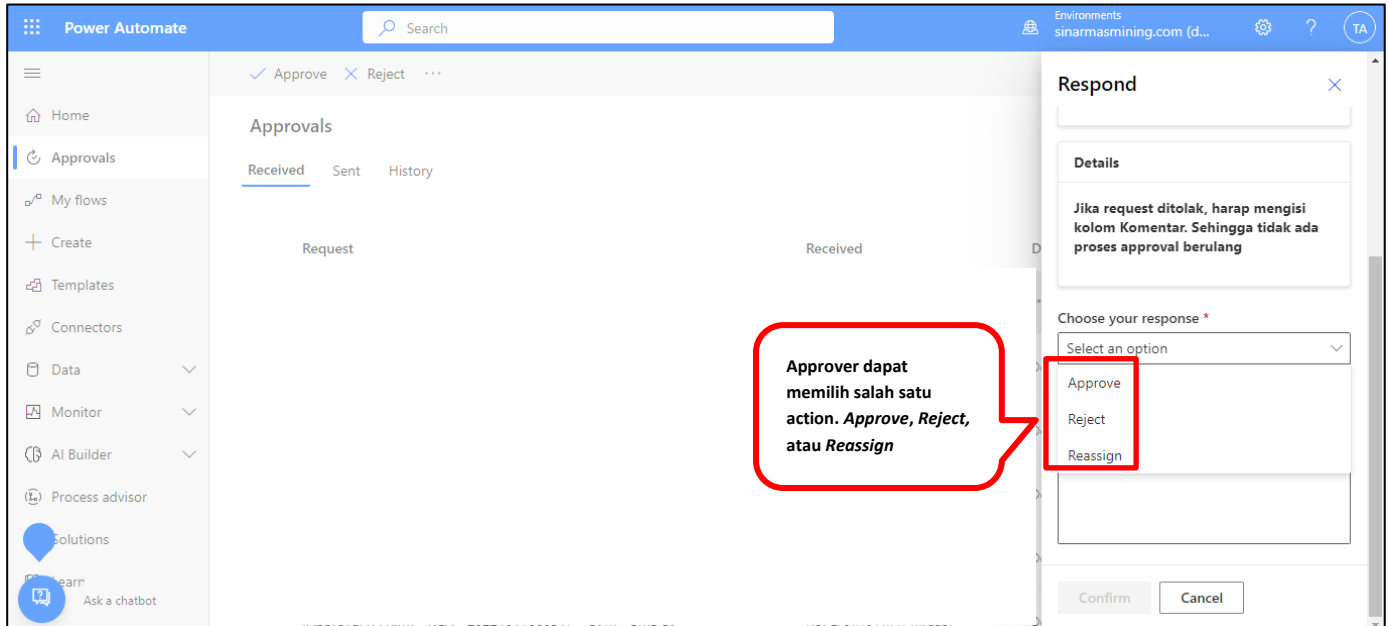 Power Automate
Search
Environments
sinarmasmining.com (d...
?
TA
Approve
Reject
...
Respond
Home
Approvals
Approvals
Received
Sent
History
My flows
Create
Templates
Connectors
Data
Monitor
AI Builder
Process advisor
Solutions
Learn
Ask a chatbot
Request
Received
D
Approver dapat
memilih salah satu
action. Approve, Reject,
atau Reassign
Details
Jika request ditolak, harap mengisi
kolom Komentar. Sehingga tidak ada
proses approval berulang
Choose your response *
Select an option
Approve
Reject
Reassign
Confirm
Cancel